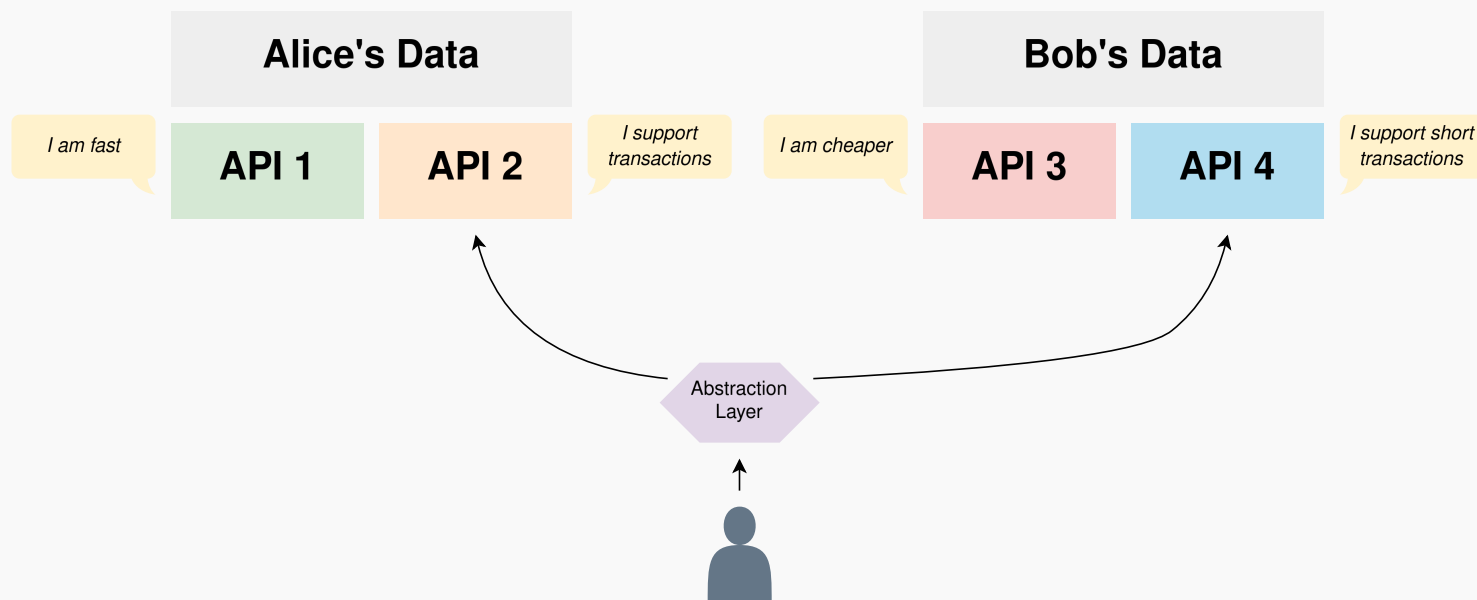 Alice's Data
Bob's Data
I am fast
API 1
API 2
I support
transactions
I am cheaper
API 3
API 4
I support short
transactions
Abstraction
Layer